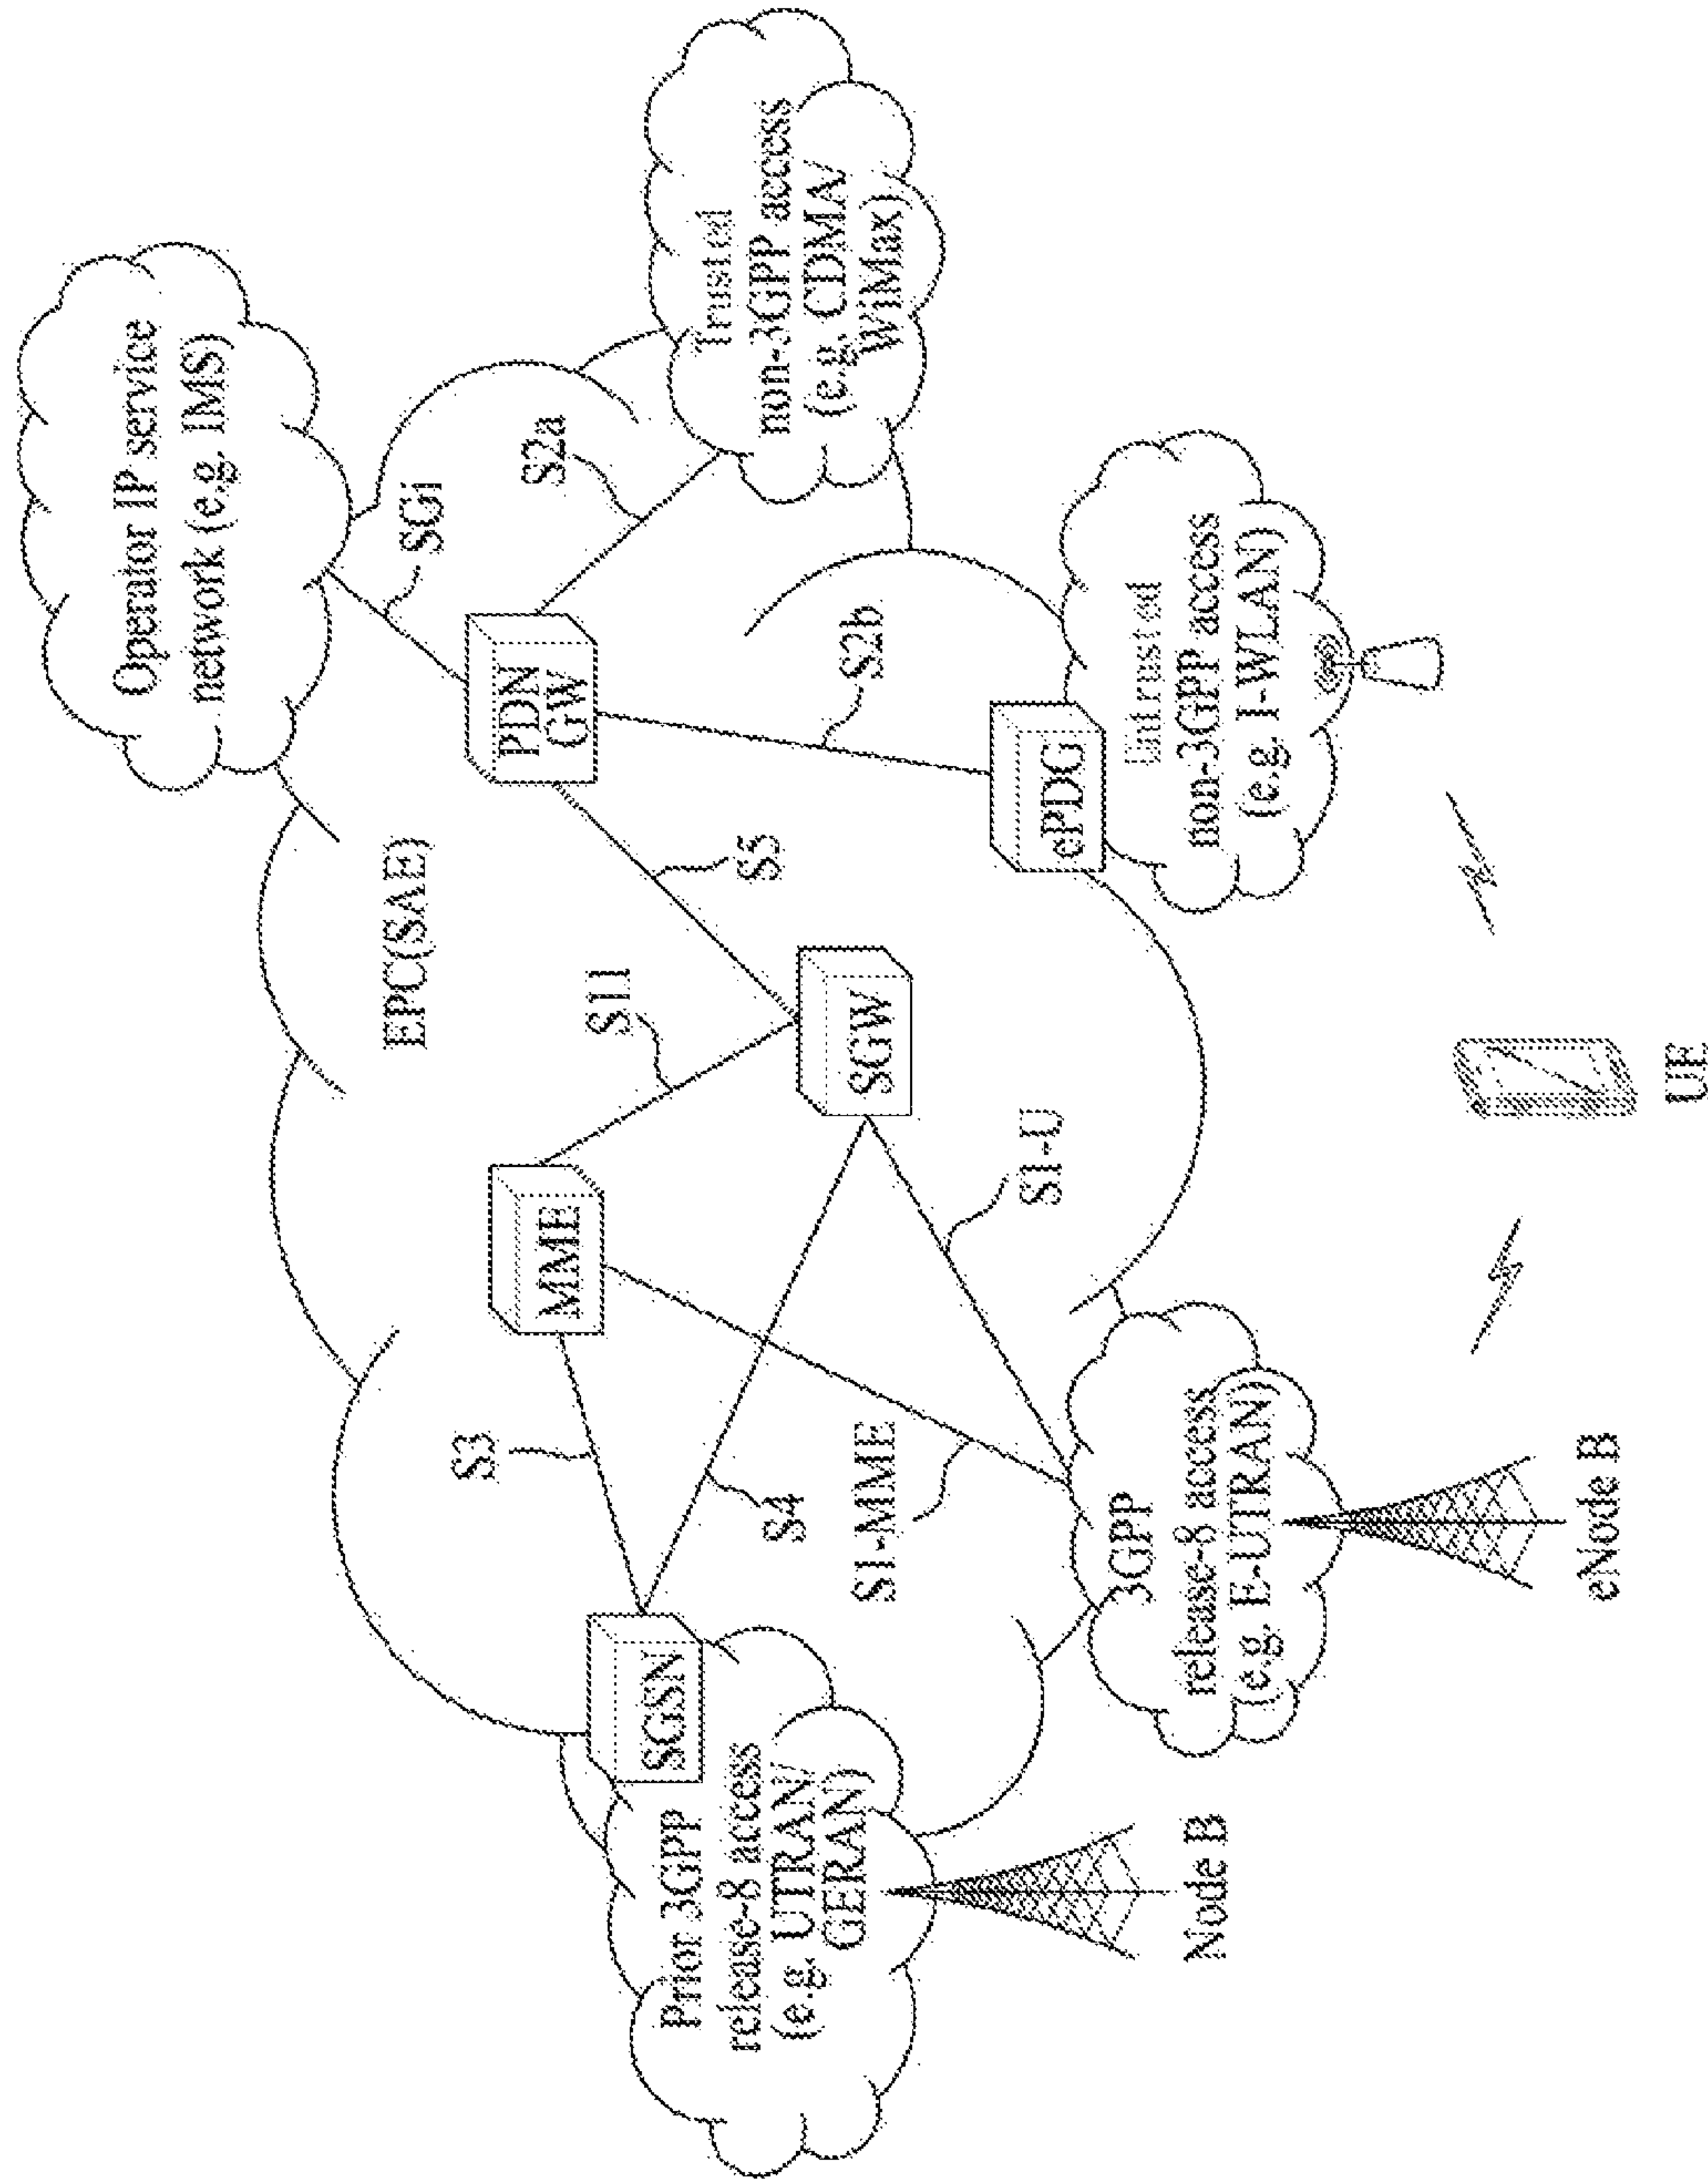 Operator IP service
network (e.g. IMS)
SGi
EPC(SAE)
S2a
Trusted
non-3GPP access
(e.g. CDMA/
WiMax)
PDN
GW
S11
S3
MME
S5
S2b
SGSN
S4
SGW
Prior 3GPP
release-8 access
(e.g. UTRAN/
GERAN)
S1-MME
S1-U
ePDG
Entrusted
non-3GPP access
(e.g. I-WLAN)
3GPP
release-8 access
(e.g. E-UTRAN)
Node B
eNode B
UE